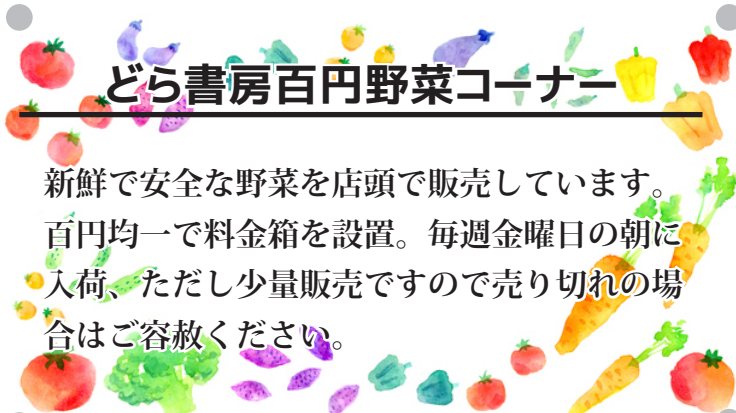 どら書房百円野菜コーナー
新鮮で安全な野菜を店頭で販売しています。
百円均一で料金箱を設置。毎週金曜日の朝に
入荷、ただし少量販売ですので売り切れの場
合はご容赦ください。